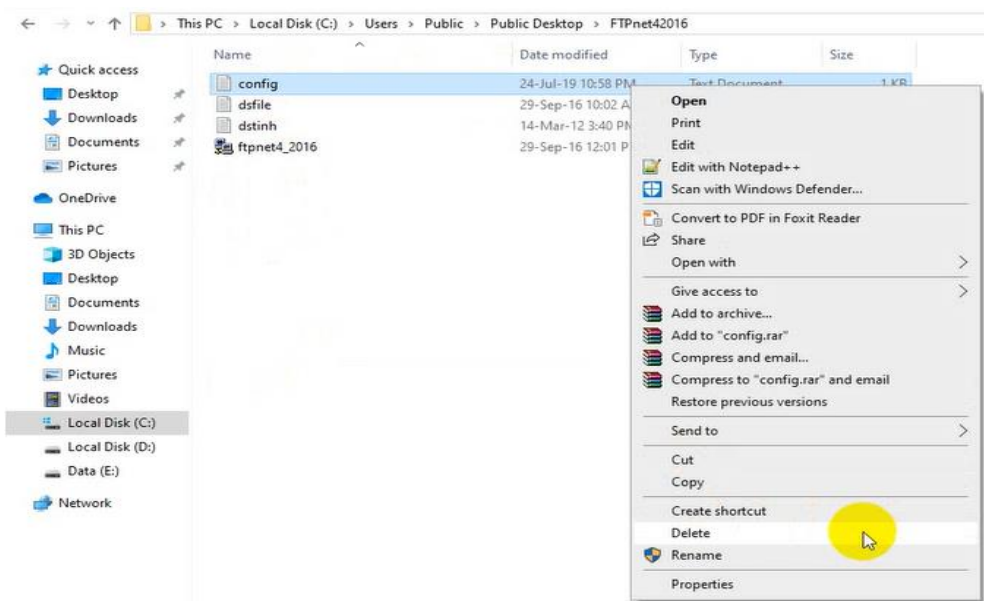 This PC > Local Disk (C:) > Users > Public > Public Desktop > FTPnet42016
Name Date modified Type Size
Quick access
Desktop
Downloads
Documents
Pictures
OneDrive
This PC
3D Objects
Desktop
Documents
Downloads
Music
Pictures
Videos
Local Disk (C:)
Local Disk (D:)
Data (E:)
Network
config 24-Jul-19 10:58 PM Text Document 1 KB
dsfile 29-Sep-16 10:02 A
dstinh 14-Mar-12 3:40 PM
ftpnet4_2016 29-Sep-16 12:01 P
Open
Print
Edit
Edit with Notepad++
Scan with Windows Defender...
Convert to PDF in Foxit Reader
Share
Open with
Give access to
Add to archive...
Add to "config.rar"
Compress and email...
Compress to "config.rar" and email
Restore previous versions
Send to
Cut
Copy
Create shortcut
Delete
Rename
Properties